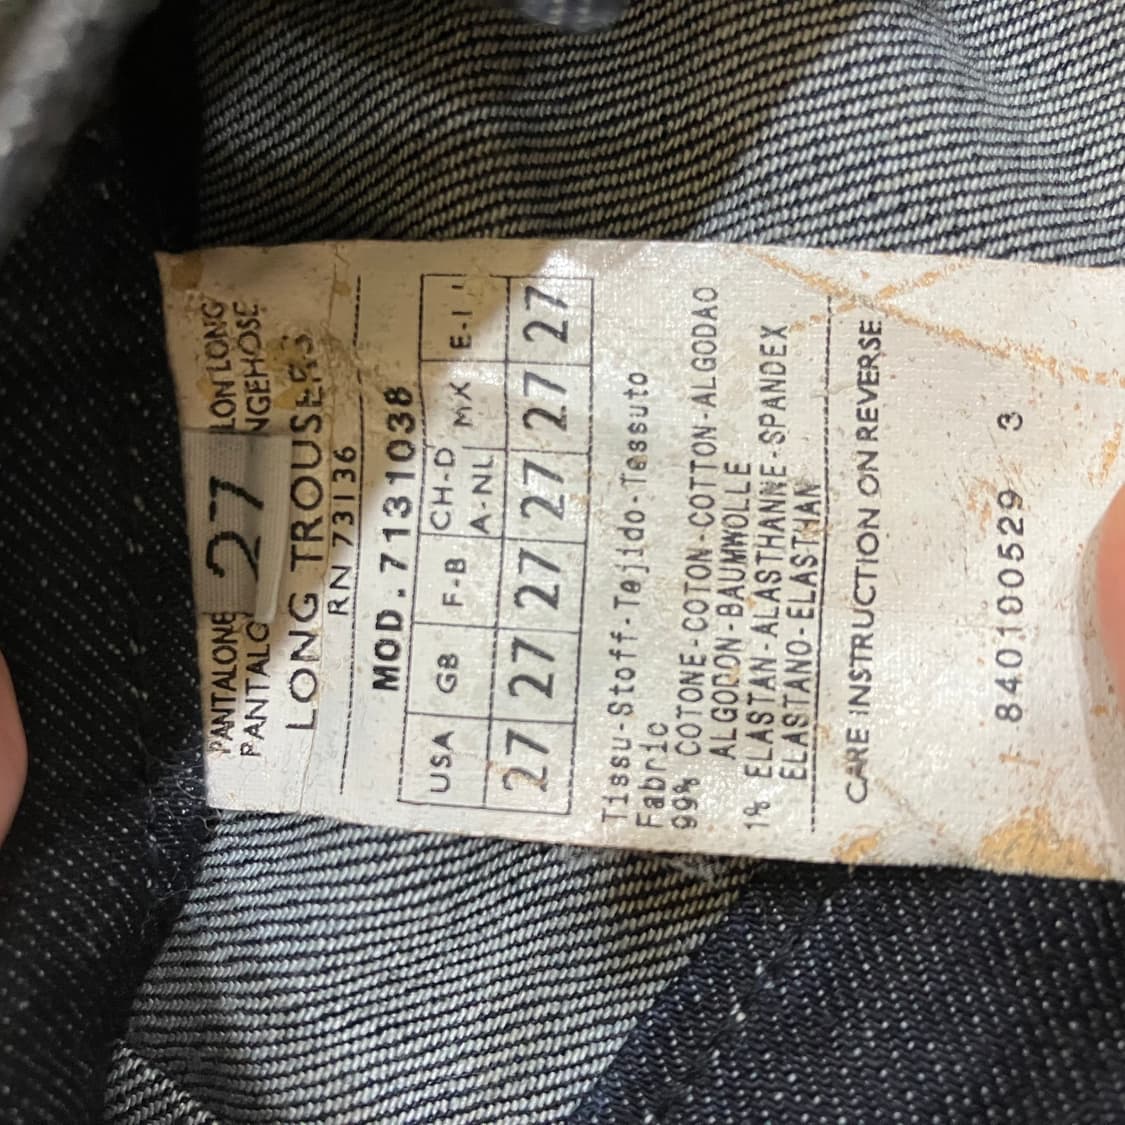 27
PANTALONE LON LONG
NGEHOSE
LONG TROUSERS
RN 73136
MOD. 7131038
USA GB F-B CH-D A-NL MX E-I
27 27 27 27 27 27
Tissu-Stoff-Tejido-Tessuto
Fabric
99% COTONE-COTON-COTTON-ALGODAO
ALGODON-BAUMWOLLE
1% ELASTAN-ALASTHANNE-SPANDEX
ELASTANO-ELASTHAN
CARE INSTRUCTION ON REVERSE
840100529 3